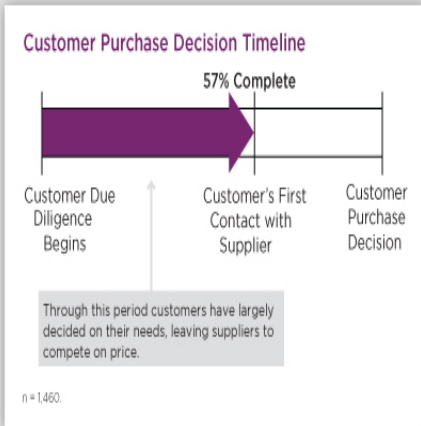 Customer Purchase Decision Timeline
57% Complete
Customer Due
Diligence
Begins
Customer's First
Contact with
Supplier
Customer
Purchase
Decision
Through this period customers have largely
decided on their needs, leaving suppliers to
compete on price.
n = 1,460.